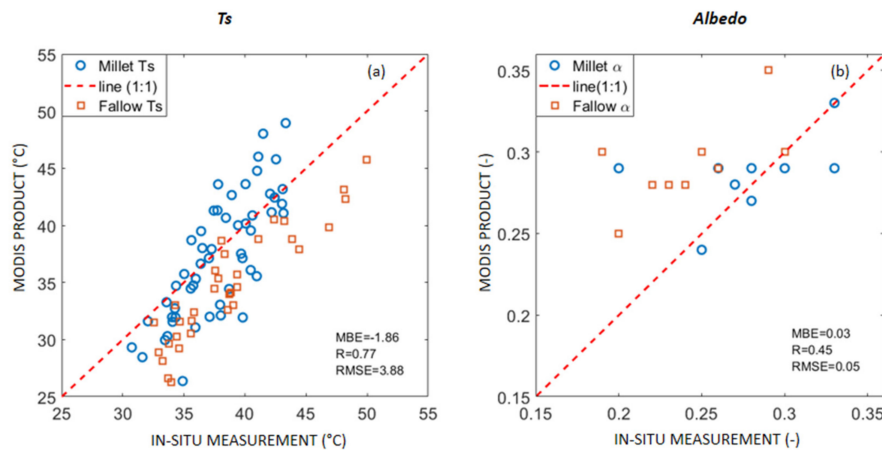 Ts
Albedo
55
50
45
40
35
30
25
25
30
35
40
45
50
55
MODIS PRODUCT (°C)
IN-SITU MEASUREMENT (°C)
Millet Ts
line (1:1)
Fallow Ts
(a)
MBE=-1.86
R=0.77
RMSE=3.88
0.35
0.3
0.25
0.2
0.15
0.15
0.2
0.25
0.3
0.35
MODIS PRODUCT (-)
IN-SITU MEASUREMENT (-)
Millet α
line(1:1)
Fallow α
(b)
MBE=0.03
R=0.45
RMSE=0.05